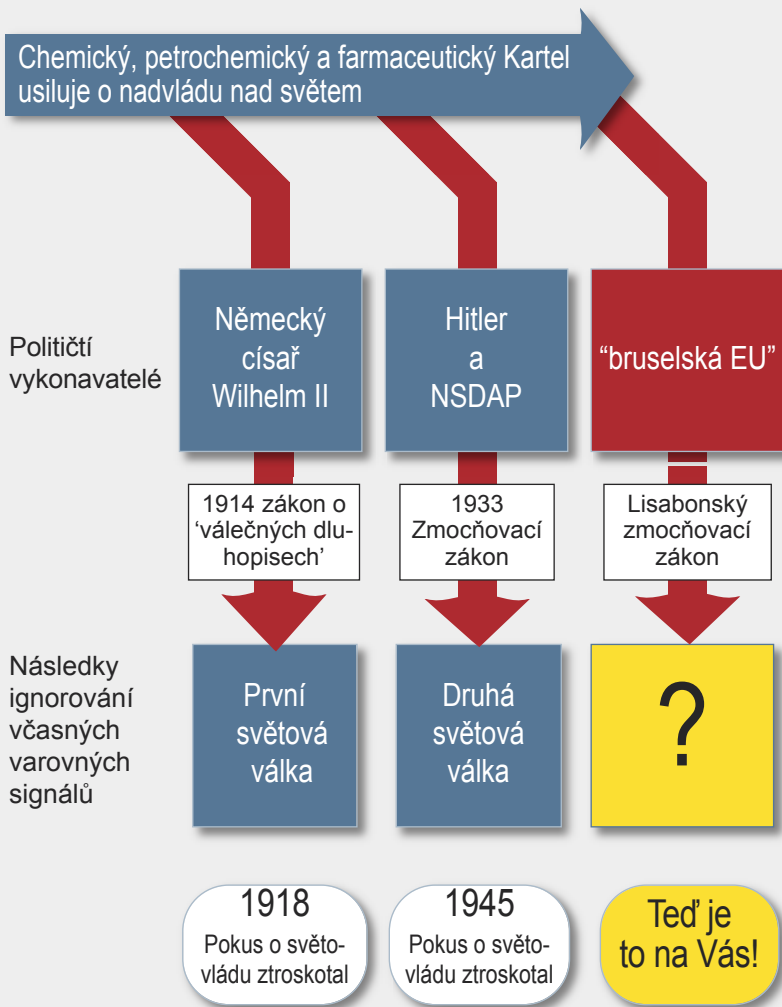 Chemický, petrochemický a farmaceutický Kartel
usiluje o nadvládu nad světem
Političtí
vykonavatelé
Německý
císař
Wilhelm II
Hitler
a
NSDAP
“bruselská EU”
1914 zákon o
‘válečných dlu-
hopisech’
1933
Zmocňovací
zákon
Lisabonský
zmocňovací
zákon
Následky
ignorování
včasných
varovných
signálů
První
světová
válka
Druhá
světová
válka
?
1918
Pokus o světo-
vládu ztroskotal
1945
Pokus o světo-
vládu ztroskotal
Teď je
to na Vás!